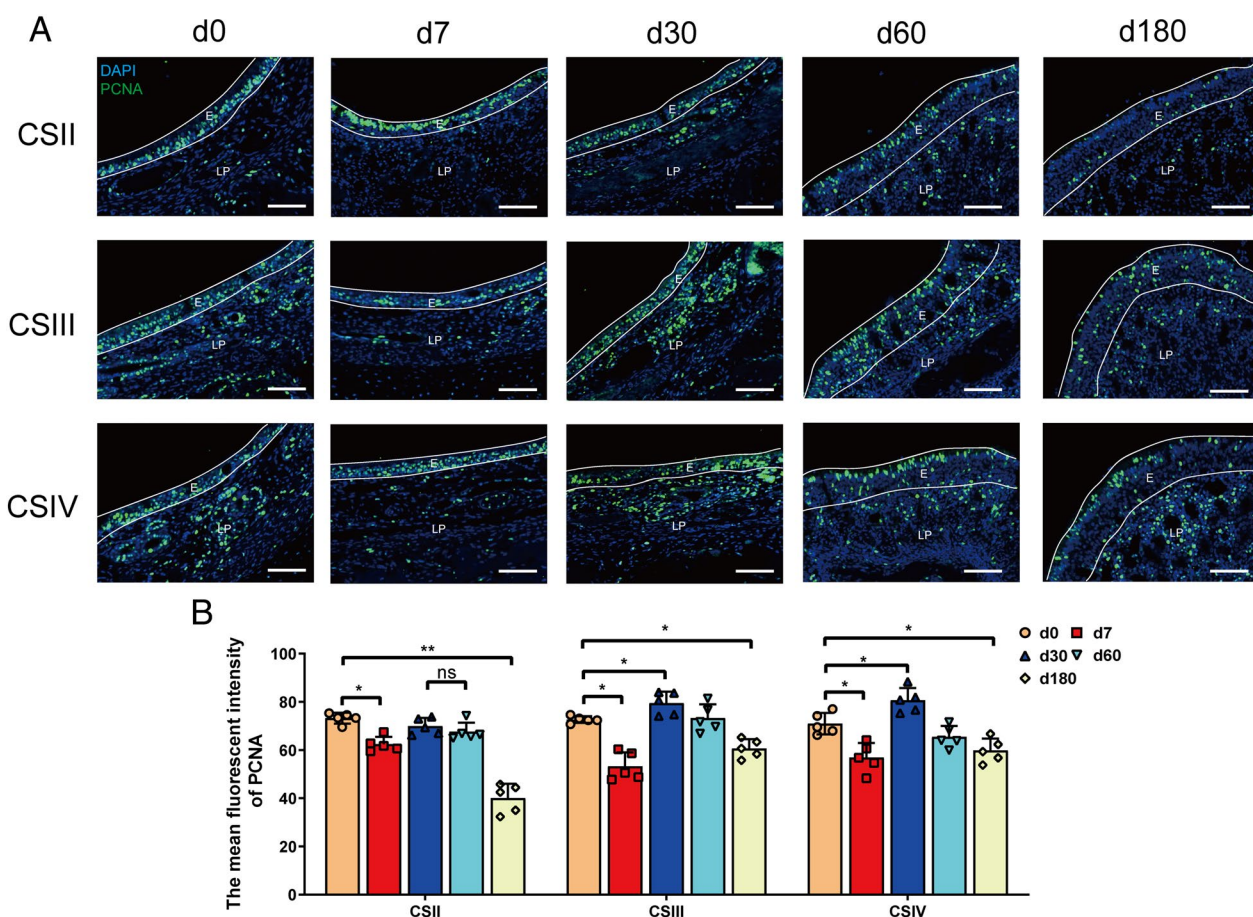 A
d0 d7 d30 d60 d180
DAPI
PCNA
CSII
E E E E E
LP LP LP LP LP
CSIII
E E E E E
LP LP LP LP LP
CSIV
E E E E E
LP LP LP LP LP
B
The mean fluorescent intensity
of PCNA
100
80
60
40
20
0
** * ns
* * *
* * *
CSII CSIII CSIV
d0 d7
d30 d60
d180